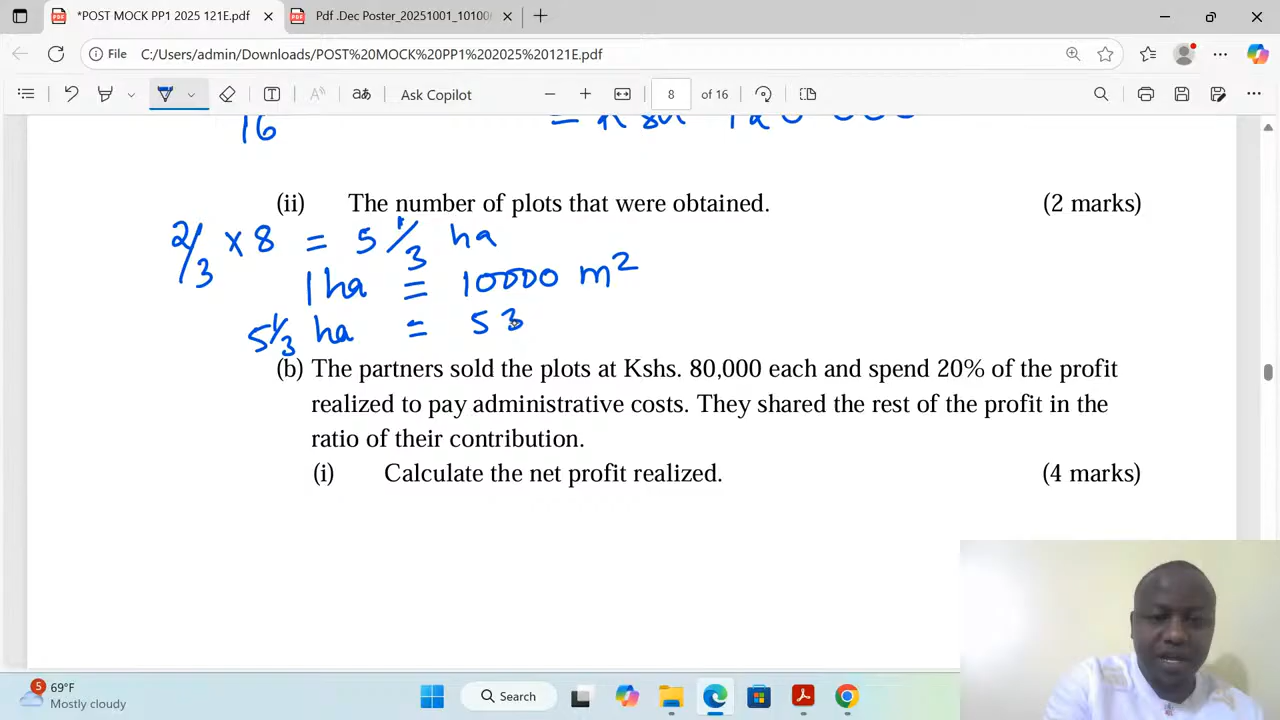 *POST MOCK PP1 2025 121E.pdf
Pdf .Dec Poster_20251001_10100
File C:/Users/admin/Downloads/POST%20MOCK%20PP1%202025%20121E.pdf
Ask Copilot
8 of 16
16
(ii) The number of plots that were obtained. (2 marks)
2/3 × 8 = 5 1/3 ha
1 ha = 10000 m²
5 1/3 ha = 53
(b) The partners sold the plots at Kshs. 80,000 each and spend 20% of the profit
realized to pay administrative costs. They shared the rest of the profit in the
ratio of their contribution.
(i) Calculate the net profit realized. (4 marks)
5
69°F
Mostly cloudy
Search